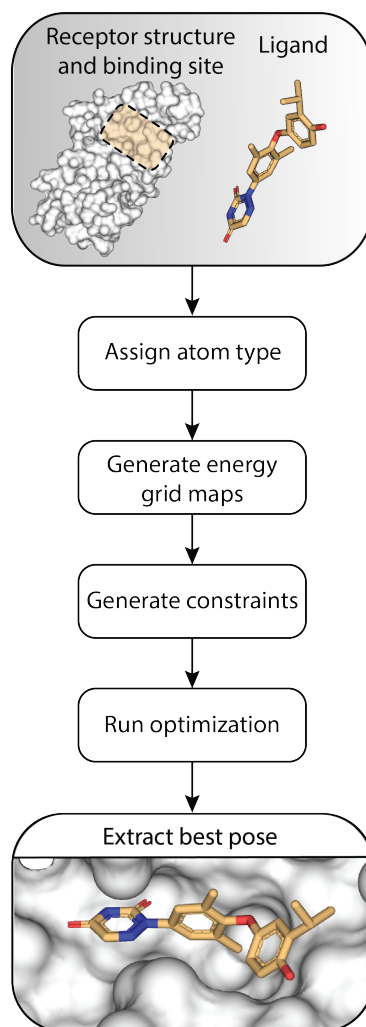 Receptor structure
and binding site
Ligand
Assign atom type
Generate energy
grid maps
Generate constraints
Run optimization
Extract best pose